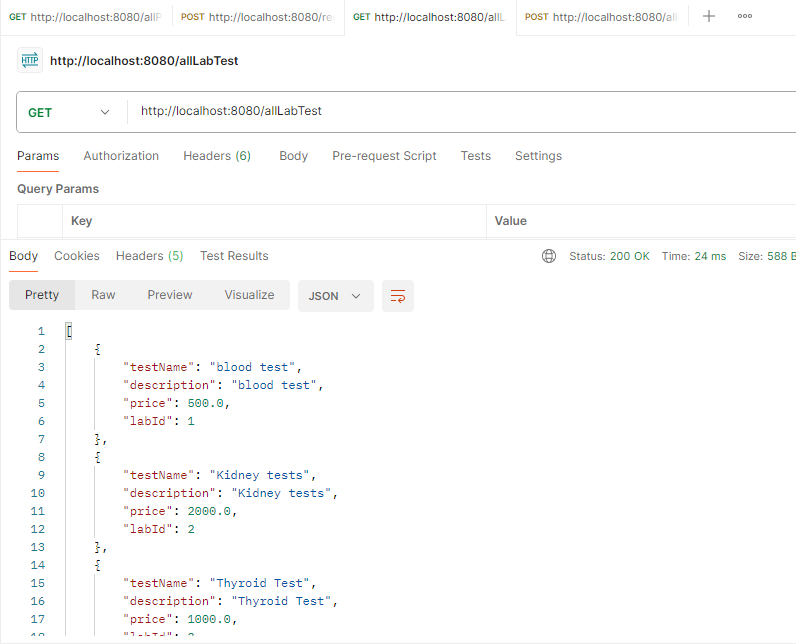 GET http://localhost:8080/allP POST http://localhost:8080/re GET http://localhost:8080/allL POST http://localhost:8080/all
HTTP http://localhost:8080/allLabTest
GET http://localhost:8080/allLabTest
Params Authorization Headers (6) Body Pre-request Script Tests Settings
Query Params
Key Value
Body Cookies Headers (5) Test Results Status: 200 OK Time: 24 ms Size: 588 B
Pretty Raw Preview Visualize JSON
1 [
2 {
3 "testName": "blood test",
4 "description": "blood test",
5 "price": 500.0,
6 "labId": 1
7 },
8 {
9 "testName": "Kidney tests",
10 "description": "Kidney tests",
11 "price": 2000.0,
12 "labId": 2
13 },
14 {
15 "testName": "Thyroid Test",
16 "description": "Thyroid Test",
17 "price": 1000.0,
18 "labId": 3